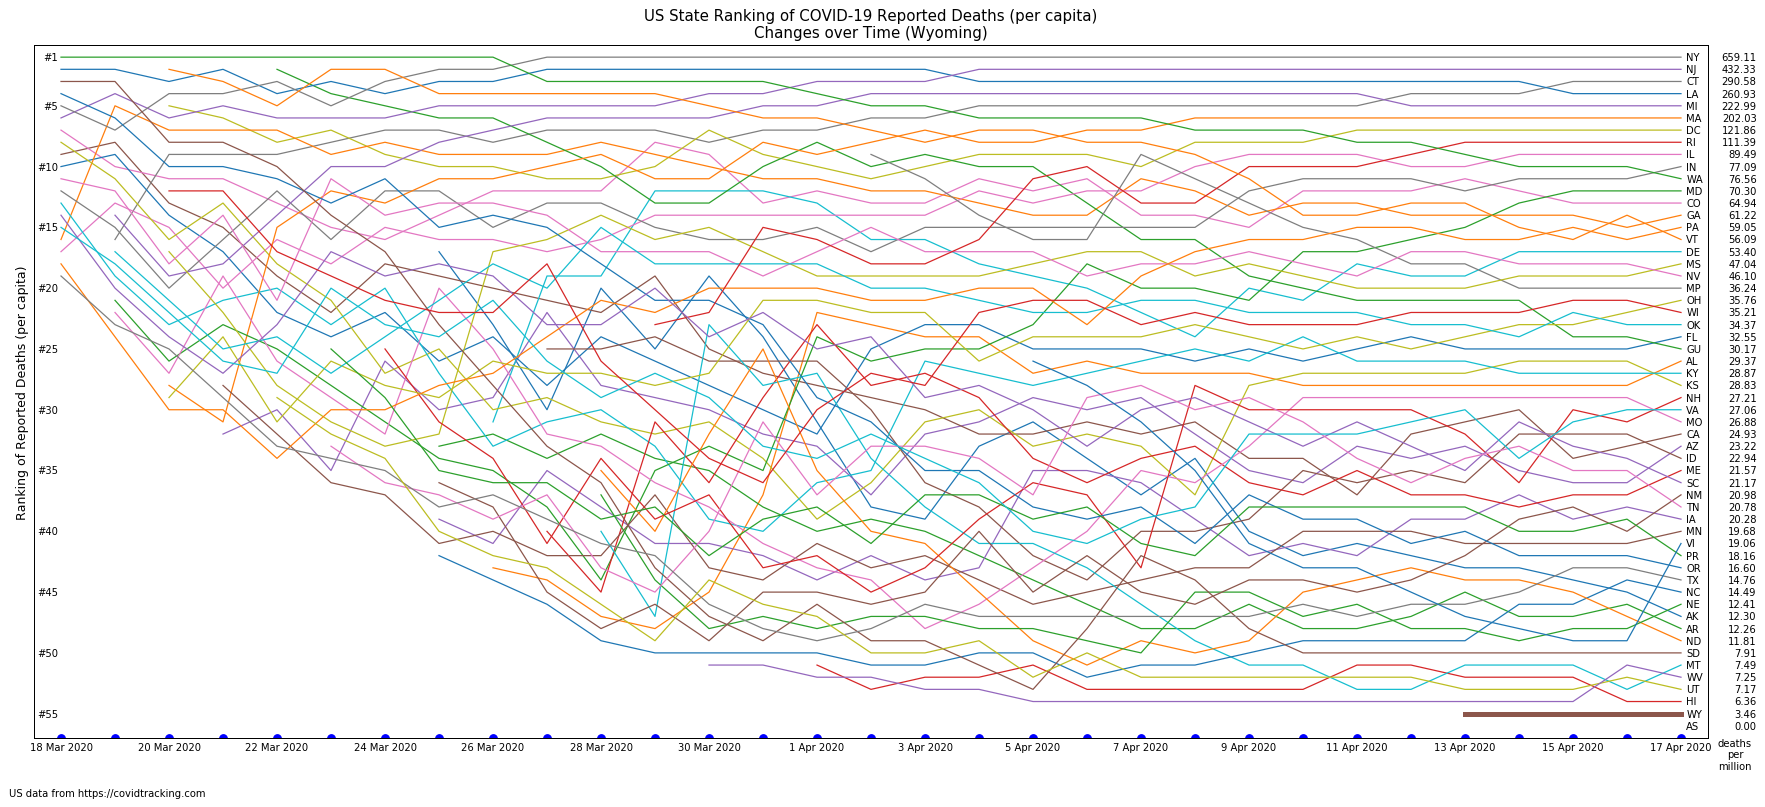 US State Ranking of COVID-19 Reported Deaths (per capita)
Changes over Time (Wyoming)
Ranking of Reported Deaths (per capita)
#1
#5
#10
#15
#20
#25
#30
#35
#40
#45
#50
#55
NY 659.11
NJ 432.33
CT 290.58
LA 260.93
MI 222.99
MA 202.03
DC 121.86
RI 111.39
IL 89.49
IN 77.09
WA 76.56
MD 70.30
CO 64.94
GA 61.22
PA 59.05
VT 56.09
DE 53.40
MS 47.04
NV 46.10
MP 36.24
OH 35.76
WI 35.21
OK 34.37
FL 32.55
GU 30.17
AL 29.37
KY 28.87
KS 28.83
NH 27.21
VA 27.06
MO 26.88
CA 24.93
AZ 23.22
ID 22.94
ME 21.57
SC 21.17
NM 20.98
TN 20.78
IA 20.28
MN 19.68
VI 19.06
PR 18.16
OR 16.60
TX 14.76
NC 14.49
NE 12.41
AK 12.30
AR 12.26
ND 11.81
SD 7.91
MT 7.49
WV 7.25
UT 7.17
HI 6.36
WY 3.46
AS 0.00
18 Mar 2020 20 Mar 2020 22 Mar 2020 24 Mar 2020 26 Mar 2020 28 Mar 2020 30 Mar 2020 1 Apr 2020 3 Apr 2020 5 Apr 2020 7 Apr 2020 9 Apr 2020 11 Apr 2020 13 Apr 2020 15 Apr 2020 17 Apr 2020
deaths
per
million
US data from https://covidtracking.com